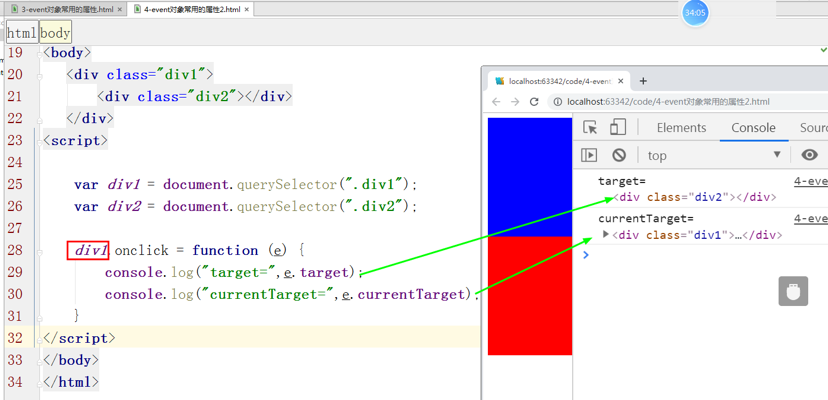 3-event对象常用的属性.html
4-event对象常用的属性2.html
34:05
html body
19 <body>
20 <div class="div1">
21 <div class="div2"></div>
22 </div>
23 <script>
24
25 var div1 = document.querySelector(".div1");
26 var div2 = document.querySelector(".div2");
27
28 div1.onclick = function (e) {
29 console.log("target=",e.target);
30 console.log("currentTarget=",e.currentTarget);
31 }
32 </script>
33 </body>
34 </html>
localhost:63342/code/4-event
localhost:63342/code/4-event对象常用的属性2.html
Elements Console Sourc
top
target= 4-eve
<div class="div2"></div>
currentTarget= 4-eve
<div class="div1">…</div>